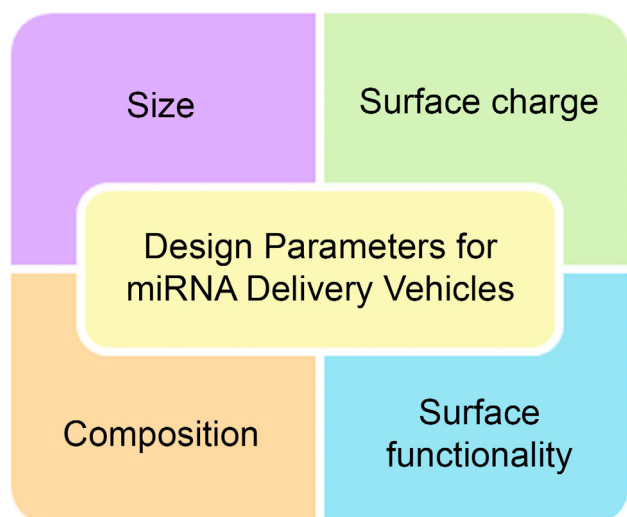 Size
Surface charge
Design Parameters for
miRNA Delivery Vehicles
Composition
Surface
functionality